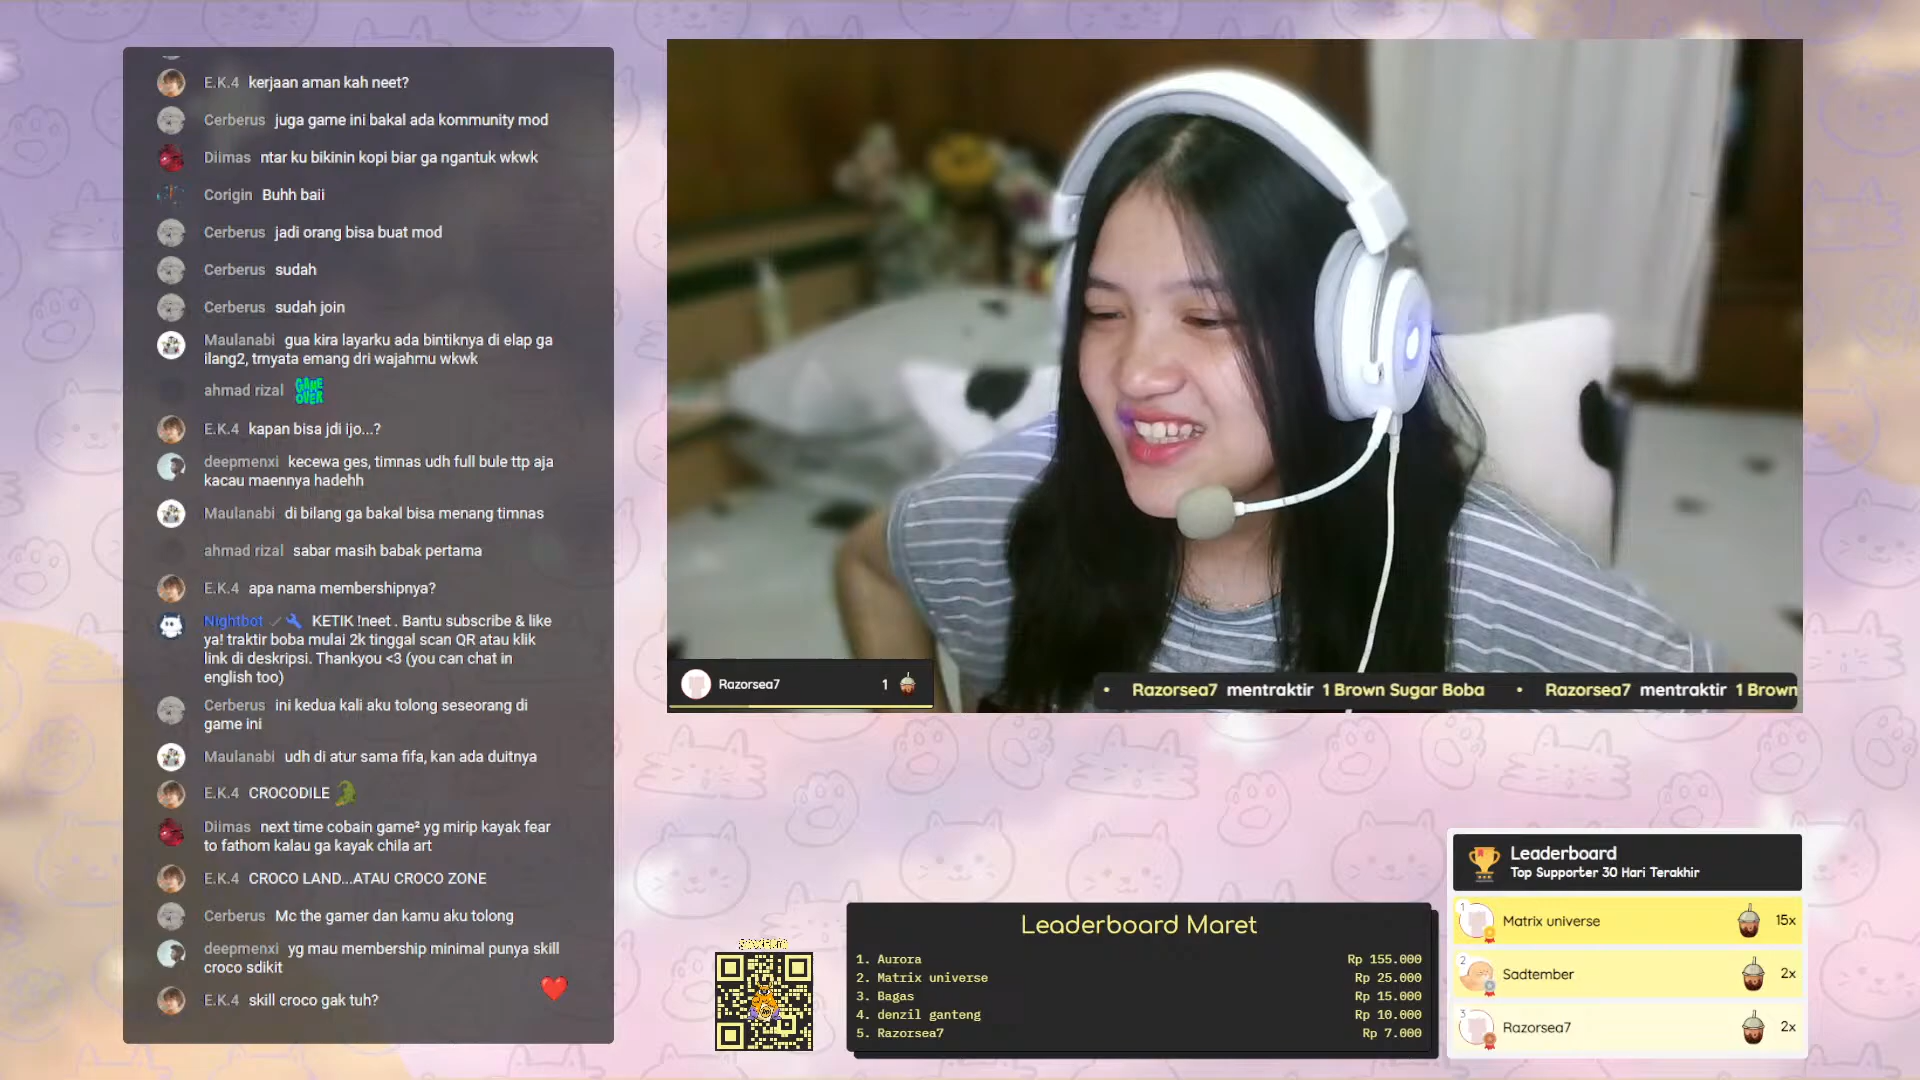 E.K.4 kerjaan aman kah neet?
Cerberus juga game ini bakal ada kommunity mod
Diimas ntar ku bikinin kopi biar ga ngantuk wkwk
Corigin Buhh baii
Cerberus jadi orang bisa buat mod
Cerberus sudah
Cerberus sudah join
Maulanabi gua kira layarku ada bintiknya di elap ga
ilang2, trnyata emang dri wajahmu wkwk
ahmad rizal GAME OVER
E.K.4 kapan bisa jdi ijo...?
deepmenxi kecewa ges, timnas udh full bule ttp aja
kacau maennya hadehh
Maulanabi di bilang ga bakal bisa menang timnas
ahmad rizal sabar masih babak pertama
E.K.4 apa nama membershipnya?
Nightbot KETIK !neet . Bantu subscribe & like
ya! traktir boba mulai 2k tinggal scan QR atau klik
link di deskripsi. Thankyou <3 (you can chat in
english too)
Cerberus ini kedua kali aku tolong seseorang di
game ini
Maulanabi udh di atur sama fifa, kan ada duitnya
E.K.4 CROCODILE 🐊
Diimas next time cobain game² yg mirip kayak fear
to fathom kalau ga kayak chila art
E.K.4 CROCO LAND...ATAU CROCO ZONE
Cerberus Mc the gamer dan kamu aku tolong
deepmenxi yg mau membership minimal punya skill
croco sdikit
E.K.4 skill croco gak tuh?
Razorsea7 1
• Razorsea7 mentraktir 1 Brown Sugar Boba • Razorsea7 mentraktir 1 Brown
Leaderboard Maret
1. Aurora Rp 155.000
2. Matrix universe Rp 25.000
3. Bagas Rp 15.000
4. denzil ganteng Rp 10.000
5. Razorsea7 Rp 7.000
Leaderboard
Top Supporter 30 Hari Terakhir
1 Matrix universe 15x
2 Sadtember 2x
3 Razorsea7 2x